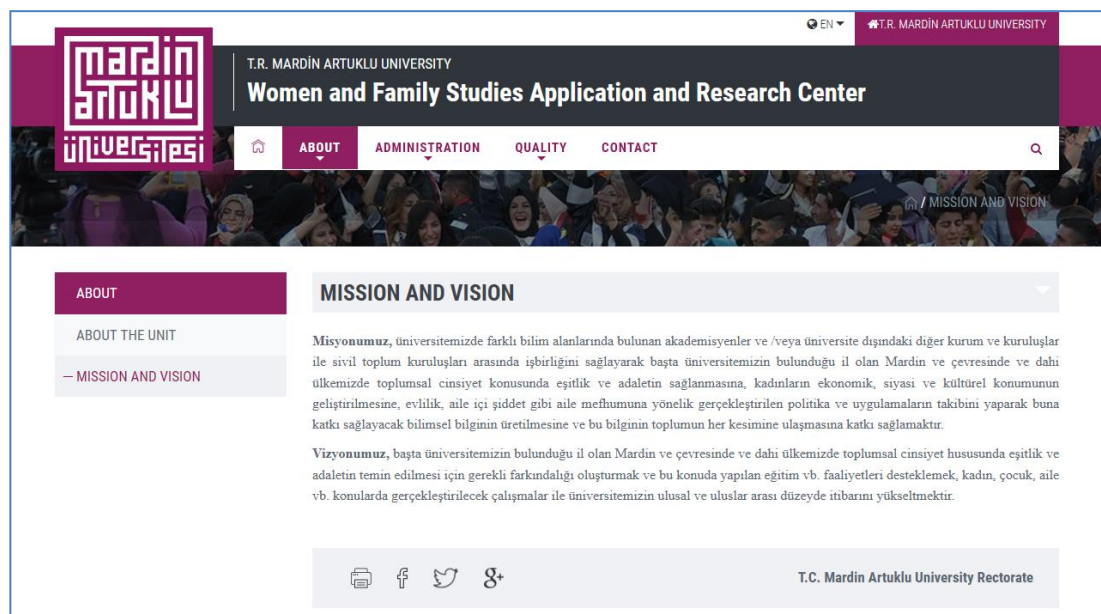 EN
T.R. MARDİN ARTUKLU UNIVERSITY
mardin
artuklu
üniversitesi
T.R. MARDİN ARTUKLU UNIVERSITY
Women and Family Studies Application and Research Center
ABOUT ADMINISTRATION QUALITY CONTACT
/ MISSION AND VISION
ABOUT
ABOUT THE UNIT
– MISSION AND VISION
MISSION AND VISION
Misyonumuz, üniversitemizde farklı bilim alanlarında bulunan akademisyenler ve /veya üniversite dışındaki diğer kurum ve kuruluşlar
ile sivil toplum kuruluşları arasında işbirliğini sağlayarak başta üniversitemizin bulunduğu il olan Mardin ve çevresinde ve dahi
ülkemizde toplumsal cinsiyet konusunda eşitlik ve adaletin sağlanmasına, kadınların ekonomik, siyasi ve kültürel konumunun
geliştirilmesine, evlilik, aile içi şiddet gibi aile mefhumuna yönelik gerçekleştirilen politika ve uygulamaların takibini yaparak buna
katkı sağlayacak bilimsel bilginin üretilmesine ve bu bilginin toplumun her kesimine ulaşmasına katkı sağlamaktır.
Vizyonumuz, başta üniversitemizin bulunduğu il olan Mardin ve çevresinde ve dahi ülkemizde toplumsal cinsiyet hususunda eşitlik ve
adaletin temin edilmesi için gerekli farkındalığı oluşturmak ve bu konuda yapılan eğitim vb. faaliyetleri desteklemek, kadın, çocuk, aile
vb. konularda gerçekleştirilecek çalışmalar ile üniversitemizin ulusal ve uluslar arası düzeyde itibarını yükseltmektir.
T.C. Mardin Artuklu University Rectorate